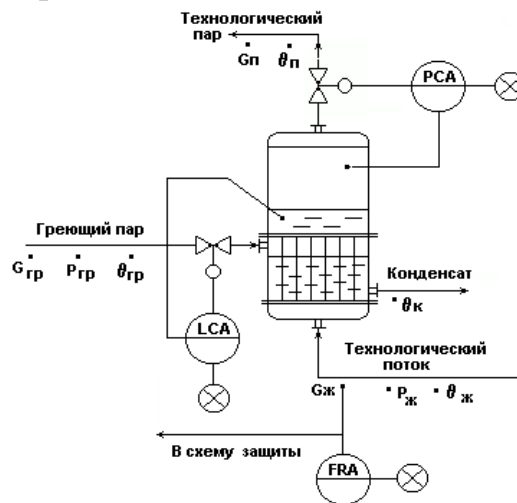 Технологический
пар
Gп θп
PCA
Греющий пар
Gгр Pгр θгр
Конденсат
θк
LCA
Технологический
поток
Gж Pж θж
В схему защиты
FRA